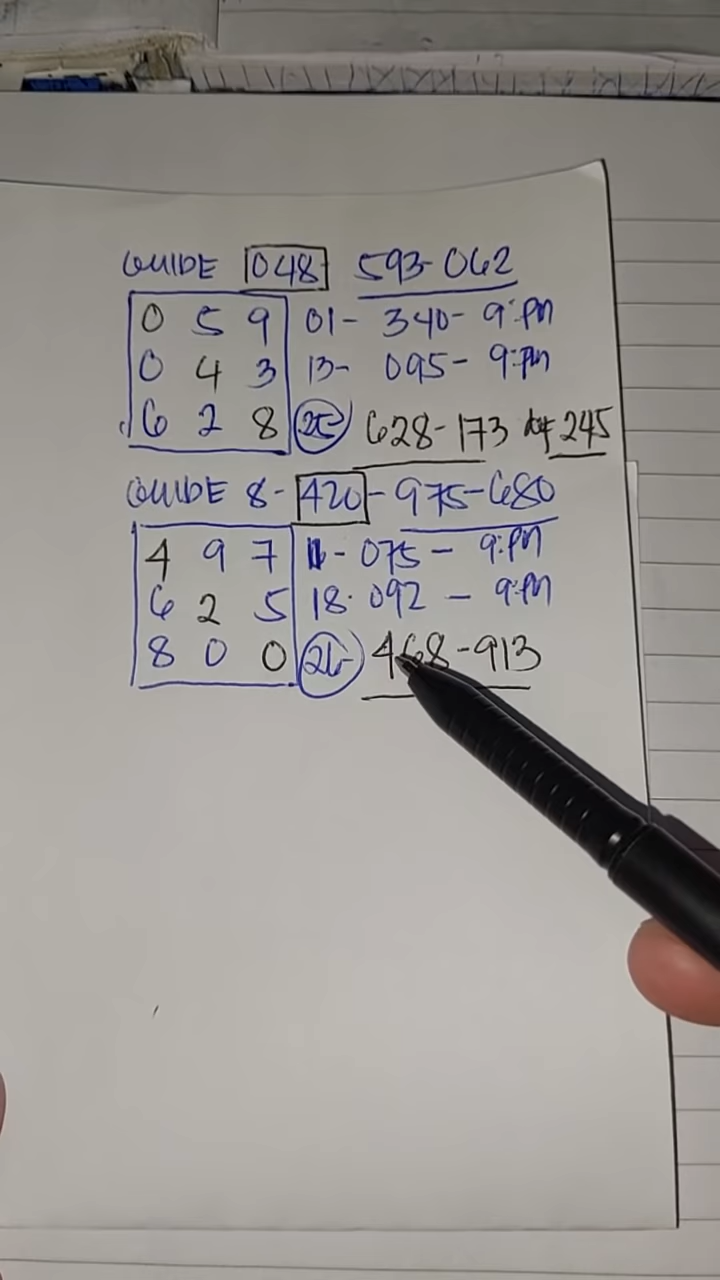 GUIDE 048 593-062
0 5 9 01- 340- 9:PM
0 4 3 13- 095- 9:PM
6 2 8 25 628-173 245
GUIDE 8-420-975-680
4 9 7 075 - 9:PM
6 2 5 18. 092 - 9:PM
8 0 0 468-913